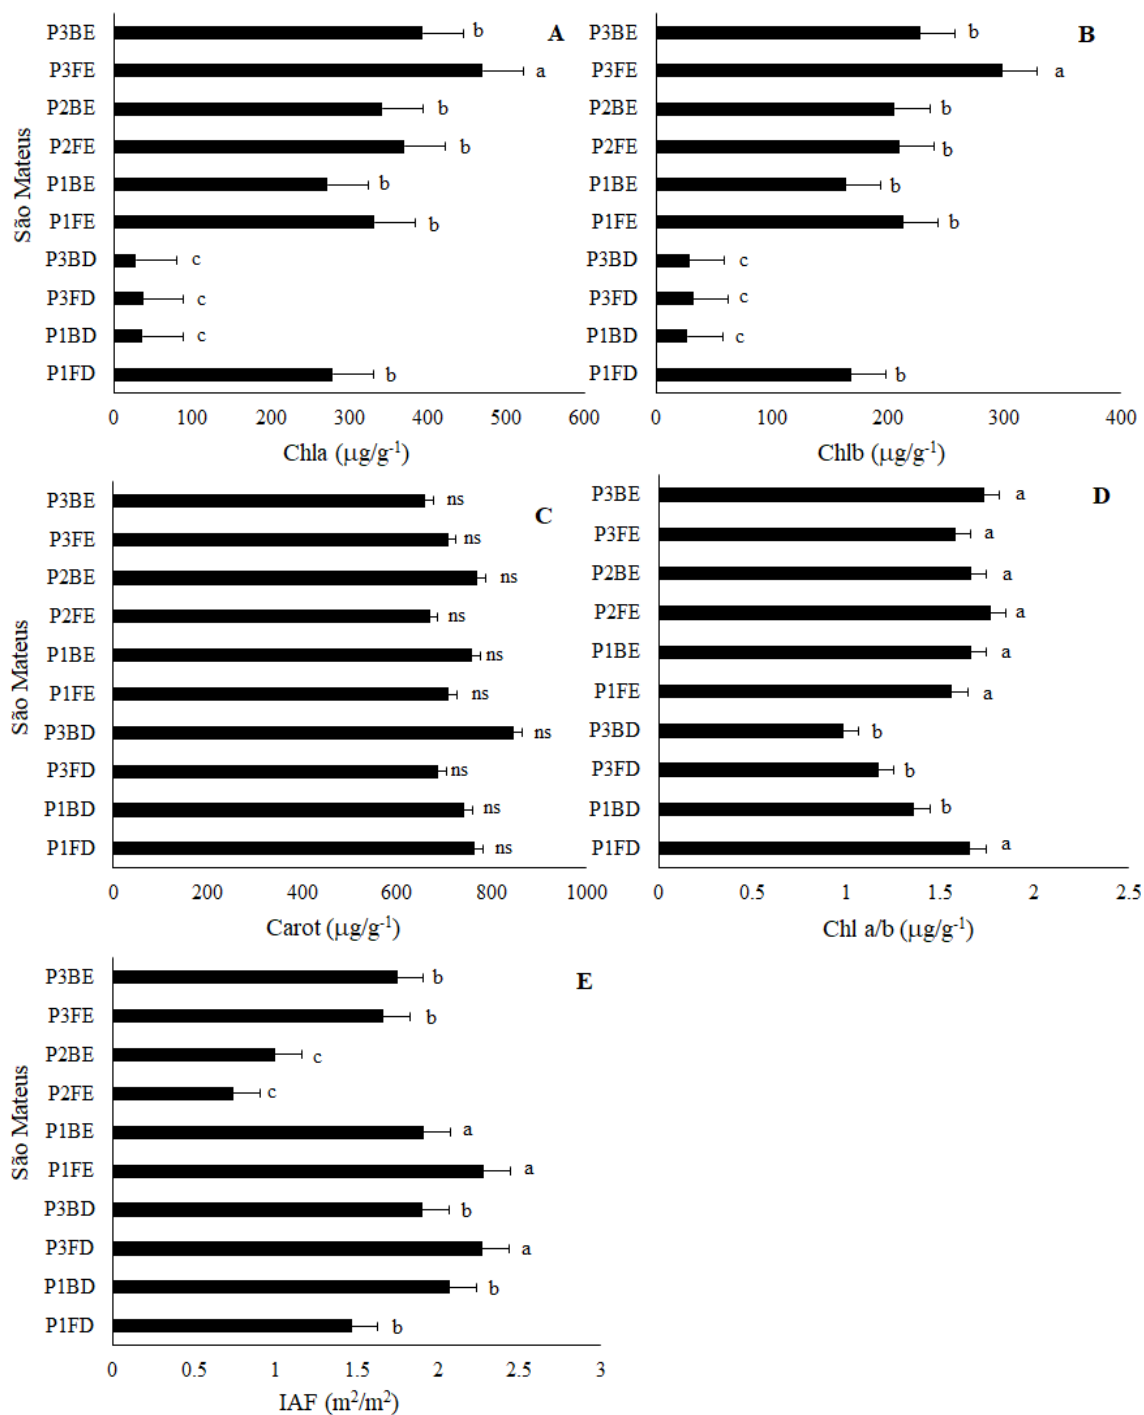 A
São Mateus
P3BE b
P3FE a
P2BE b
P2FE b
P1BE b
P1FE b
P3BD c
P3FD c
P1BD c
P1FD b
0 100 200 300 400 500 600
Chla (μg/g-1)
B
P3BE b
P3FE a
P2BE b
P2FE b
P1BE b
P1FE b
P3BD c
P3FD c
P1BD c
P1FD b
0 100 200 300 400
Chlb (μg/g-1)
C
São Mateus
P3BE ns
P3FE ns
P2BE ns
P2FE ns
P1BE ns
P1FE ns
P3BD ns
P3FD ns
P1BD ns
P1FD ns
0 200 400 600 800 1000
Carot (μg/g-1)
D
P3BE a
P3FE a
P2BE a
P2FE a
P1BE a
P1FE a
P3BD b
P3FD b
P1BD b
P1FD a
0 0.5 1 1.5 2 2.5
Chl a/b (μg/g-1)
E
São Mateus
P3BE b
P3FE b
P2BE c
P2FE c
P1BE a
P1FE a
P3BD b
P3FD a
P1BD b
P1FD b
0 0.5 1 1.5 2 2.5 3
IAF (m2/m2)